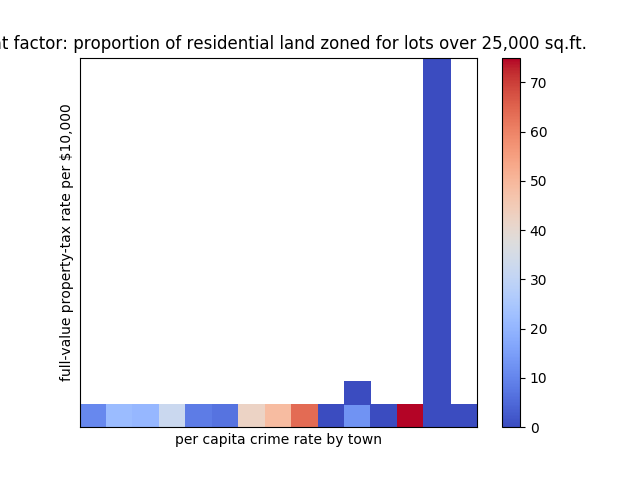 factor: proportion of residential land zoned for lots over 25,000 sq.ft.
full-value property-tax rate per $10,000
per capita crime rate by town
70
60
50
40
30
20
10
0